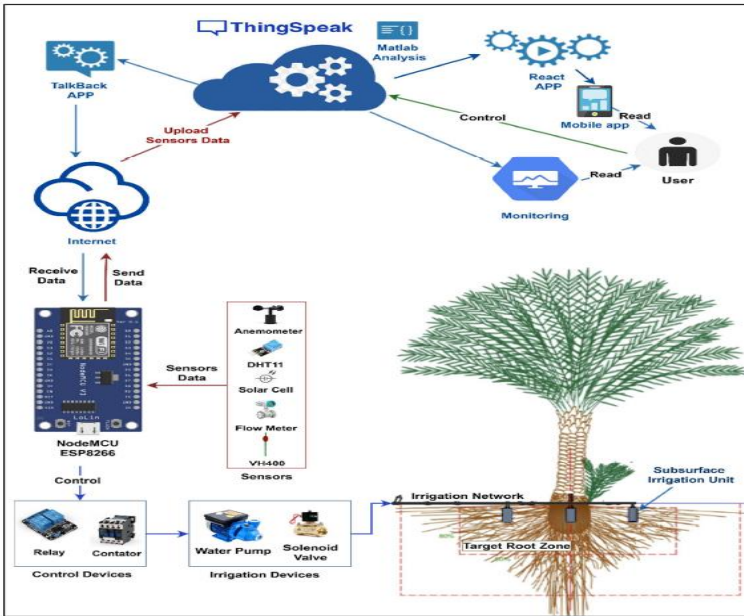 ThingSpeak
Matlab
Analysis
TalkBack
APP
React
APP
Mobile app
Read
Control
Upload
Sensors Data
User
Read
Monitoring
Internet
Receive
Data
Send
Data
Anemometer
DHT11
Solar Cell
Flow Meter
VH400
Sensors
Sensors
Data
NodeMCU
ESP8266
Control
Relay
Contator
Control Devices
Water Pump
Solenoid
Valve
Irrigation Devices
Irrigation Network
Subsurface
Irrigation Unit
Target Root Zone
LoLin